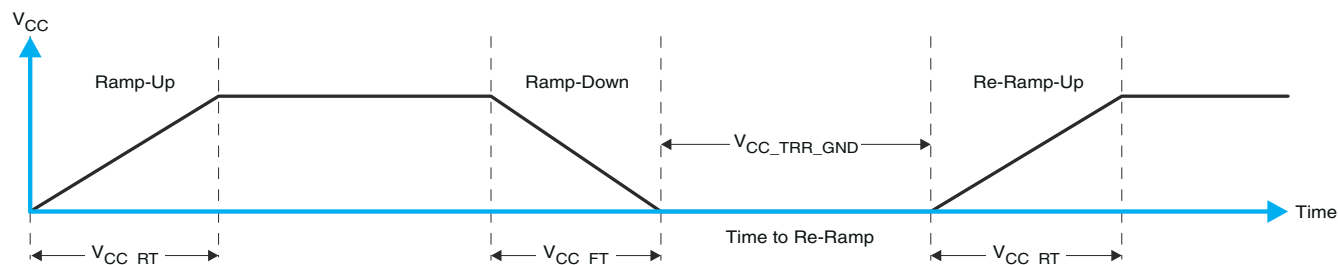 VCC
Ramp-Up
Ramp-Down
Re-Ramp-Up
VCC_TRR_GND
Time
Time to Re-Ramp
VCC_RT
VCC_FT
VCC_RT